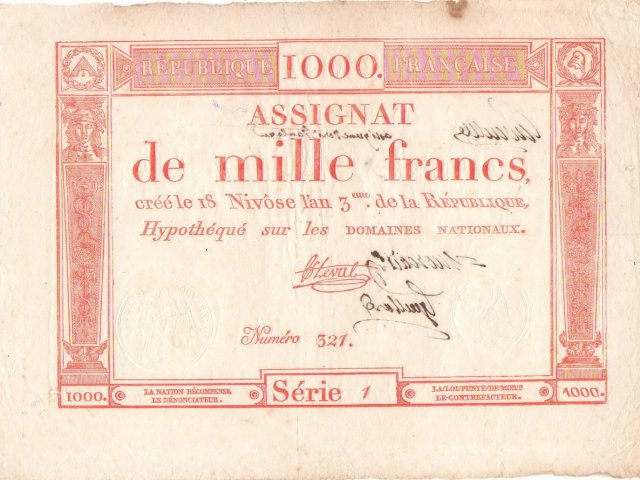 RÉPUBLIQUE 1000. FRANÇAISE
ASSIGNAT
de mille francs,
créé le 18 Nivôse l'an 3eme. de la RÉPUBLIQUE,
Hypothéqué sur les DOMAINES NATIONAUX.
Numéro 321.
1000.
LA NATION RÉCOMPENSE
LE DÉNONCIATEUR.
Série 1
LA LOI PUNIT DE MORT
LE CONTREFACTEUR.
1000.